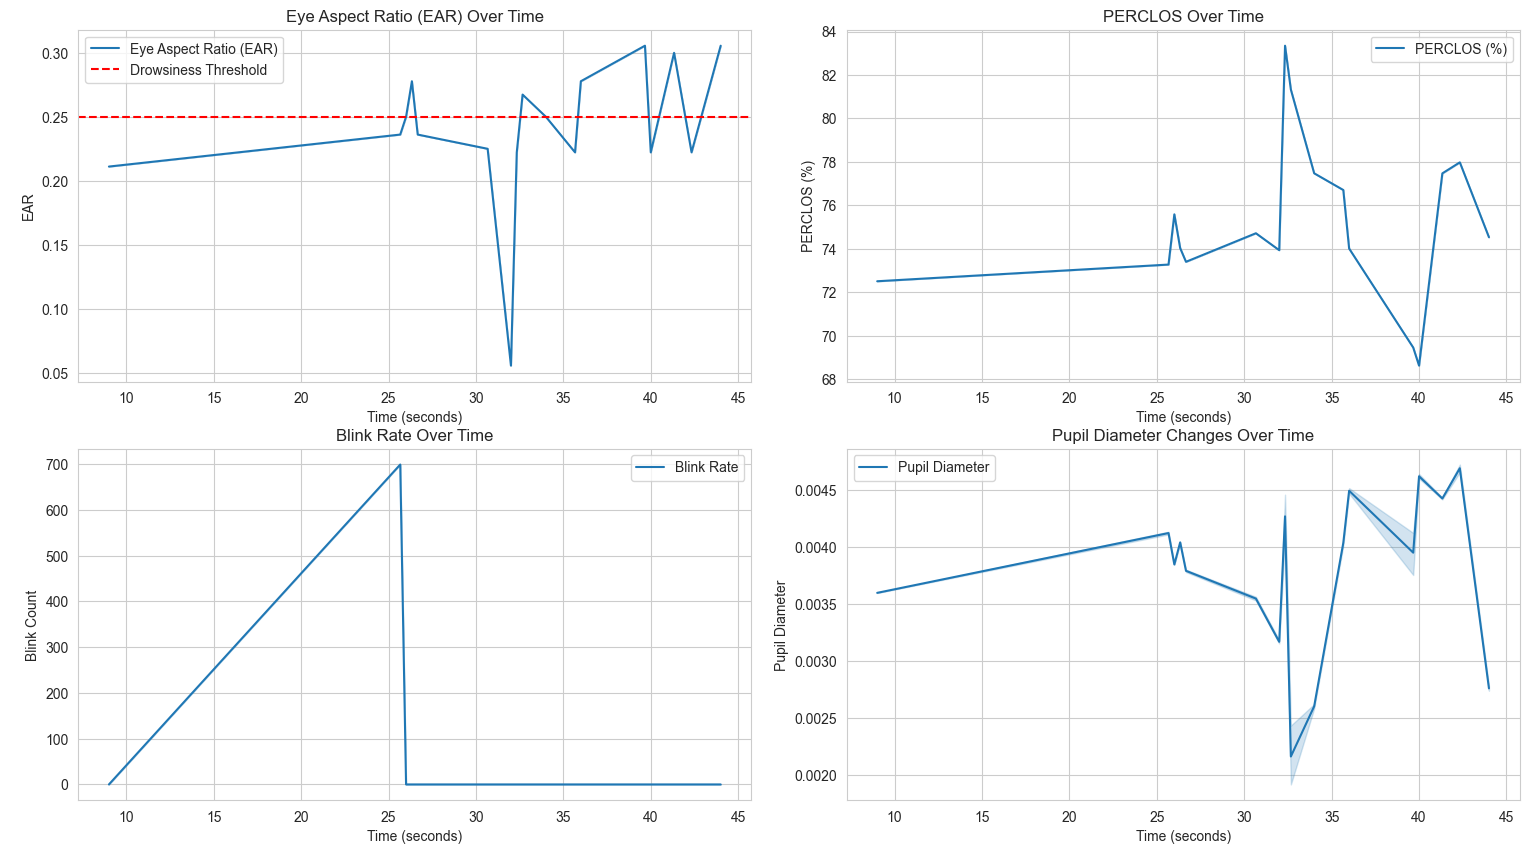 Eye Aspect Ratio (EAR) Over Time
Eye Aspect Ratio (EAR)
Drowsiness Threshold
EAR
0.30
0.25
0.20
0.15
0.10
0.05
10 15 20 25 30 35 40 45
Time (seconds)
PERCLOS Over Time
PERCLOS (%)
PERCLOS (%)
84
82
80
78
76
74
72
70
68
10 15 20 25 30 35 40 45
Time (seconds)
Blink Rate Over Time
Blink Rate
Blink Count
700
600
500
400
300
200
100
0
10 15 20 25 30 35 40 45
Time (seconds)
Pupil Diameter Changes Over Time
Pupil Diameter
Pupil Diameter
0.0045
0.0040
0.0035
0.0030
0.0025
0.0020
10 15 20 25 30 35 40 45
Time (seconds)